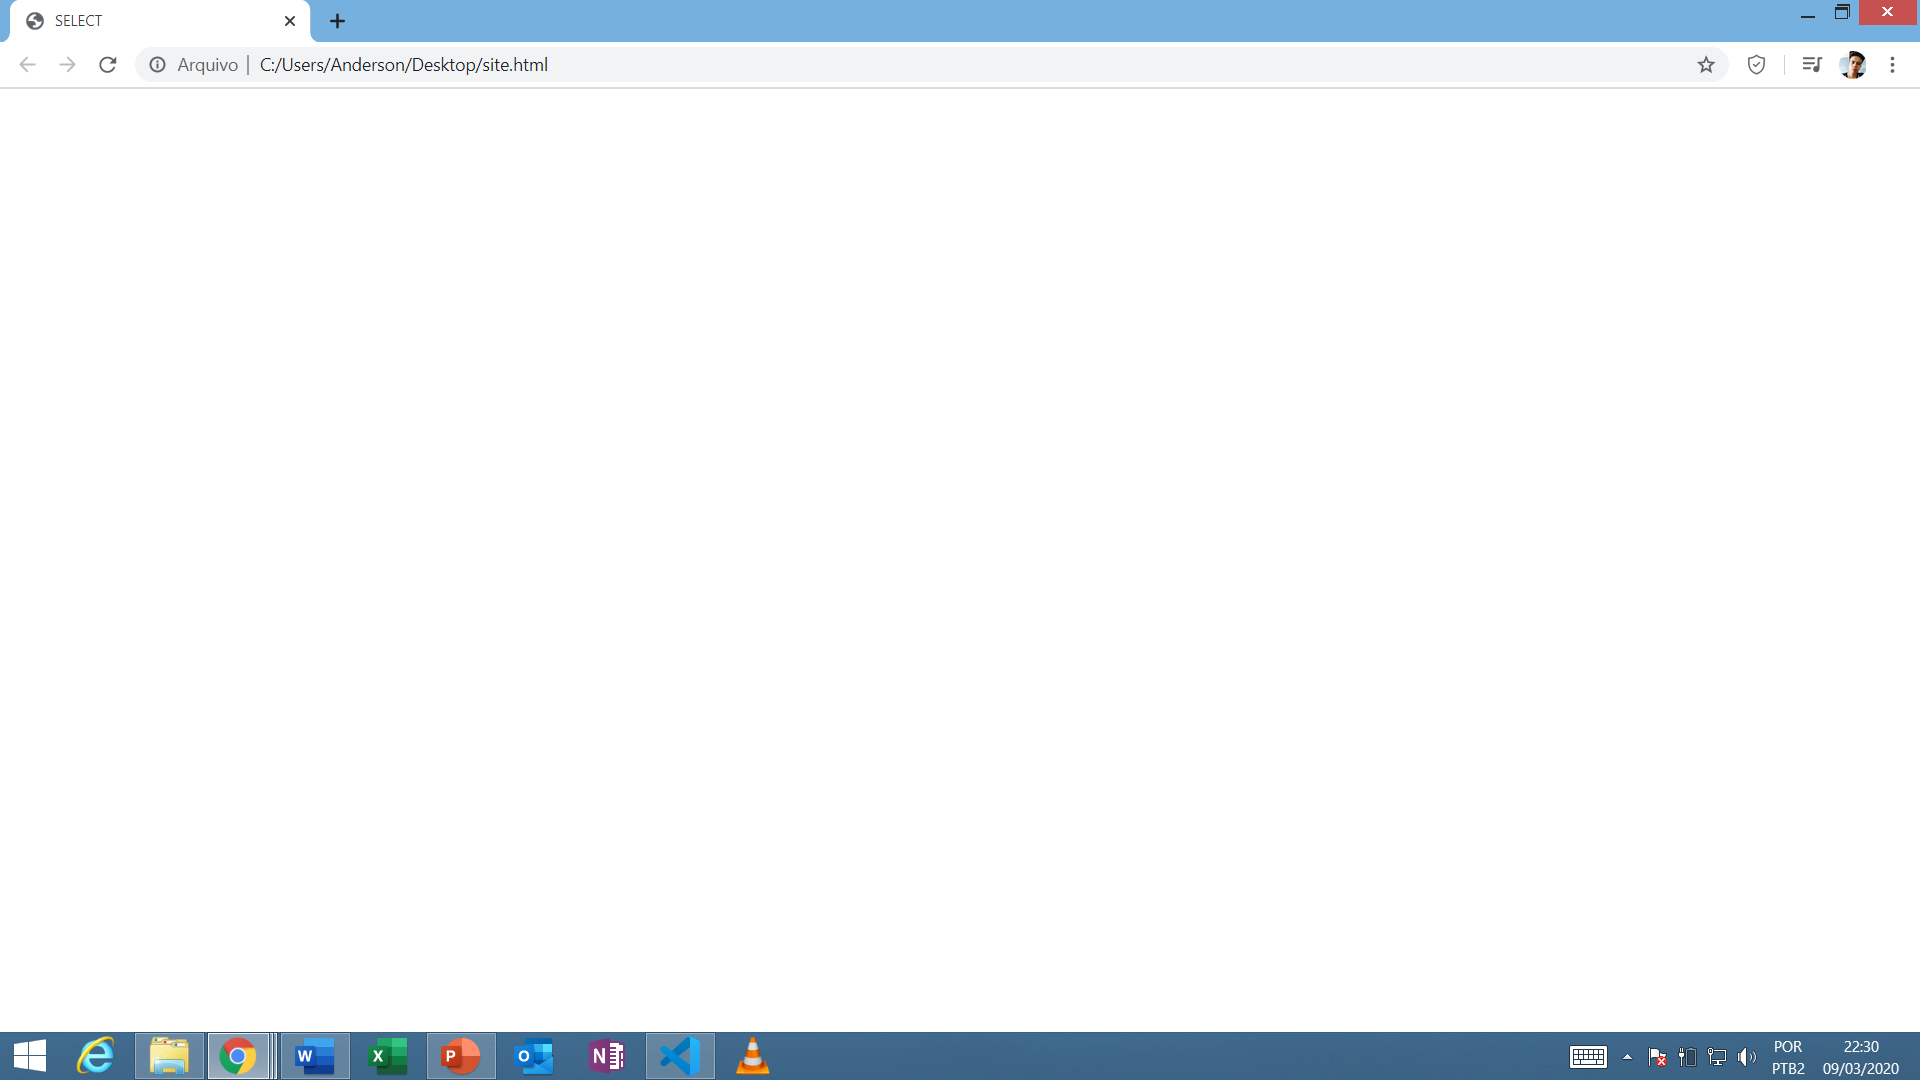 SELECT
Arquivo | C:/Users/Anderson/Desktop/site.html
POR 22:30
PTB2 09/03/2020